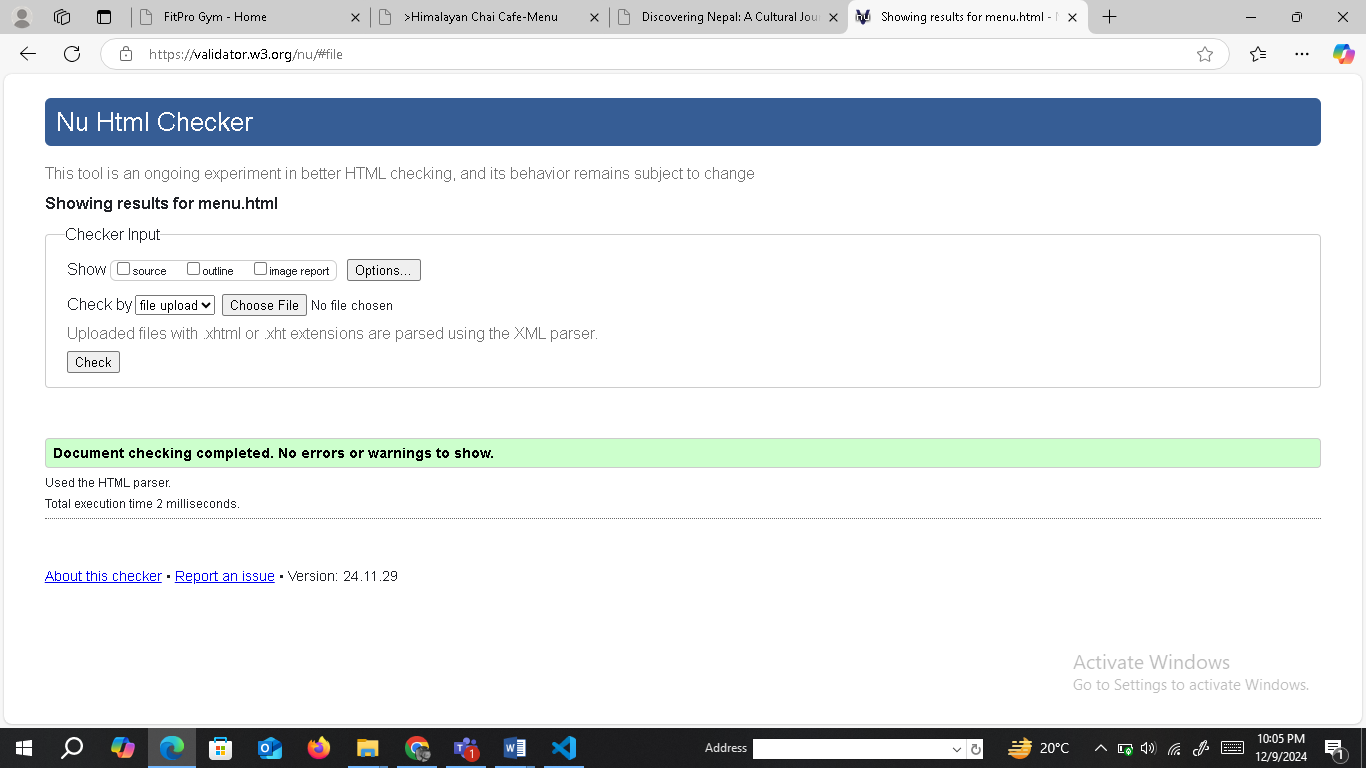 FitPro Gym - Home
>Himalayan Chai Cafe-Menu
Discovering Nepal: A Cultural Jou
Showing results for menu.html -
https://validator.w3.org/nu/#file
Nu Html Checker
This tool is an ongoing experiment in better HTML checking, and its behavior remains subject to change
Showing results for menu.html
Checker Input
Show source outline image report Options...
Check by file upload Choose File No file chosen
Uploaded files with .xhtml or .xht extensions are parsed using the XML parser.
Check
Document checking completed. No errors or warnings to show.
Used the HTML parser.
Total execution time 2 milliseconds.
About this checker • Report an issue • Version: 24.11.29
Activate Windows
Go to Settings to activate Windows.
Address
20°C
10:05 PM
12/9/2024
1
1